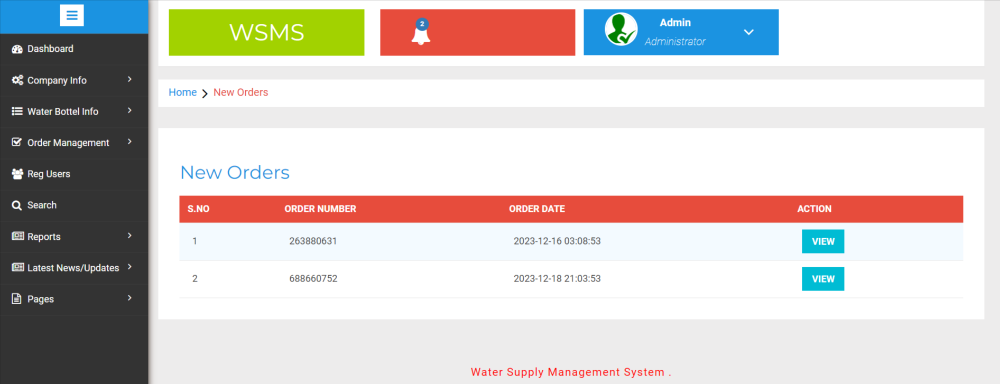 WSMS
2
Admin
Administrator
Dashboard
Company Info
Water Bottel Info
Order Management
Reg Users
Search
Reports
Latest News/Updates
Pages
Home New Orders
New Orders
S.NO ORDER NUMBER ORDER DATE ACTION
1 263880631 2023-12-16 03:08:53 VIEW
2 688660752 2023-12-18 21:03:53 VIEW
Water Supply Management System .